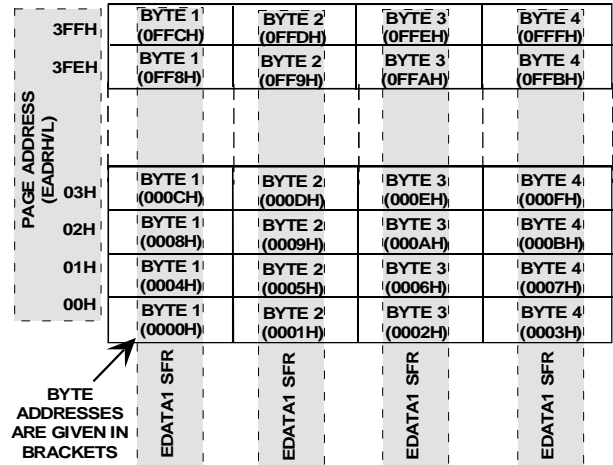 3FFH
BYTE 1 BYTE 2 BYTE 3 BYTE 4
(0FFCH) (0FFDH) (0FFEH) (0FFFH)
3FEH
BYTE 1 BYTE 2 BYTE 3 BYTE 4
(0FF8H) (0FF9H) (0FFAH) (0FFBH)
PAGE ADDRESS
(EADRH/L)
03H
BYTE 1 BYTE 2 BYTE 3 BYTE 4
(000CH) (000DH) (000EH) (000FH)
02H
BYTE 1 BYTE 2 BYTE 3 BYTE 4
(0008H) (0009H) (000AH) (000BH)
01H
BYTE 1 BYTE 2 BYTE 3 BYTE 4
(0004H) (0005H) (0006H) (0007H)
00H
BYTE 1 BYTE 2 BYTE 3 BYTE 4
(0000H) (0001H) (0002H) (0003H)
BYTE
ADDRESSES
ARE GIVEN IN
BRACKETS
EDATA1 SFR
EDATA1 SFR
EDATA1 SFR
EDATA1 SFR